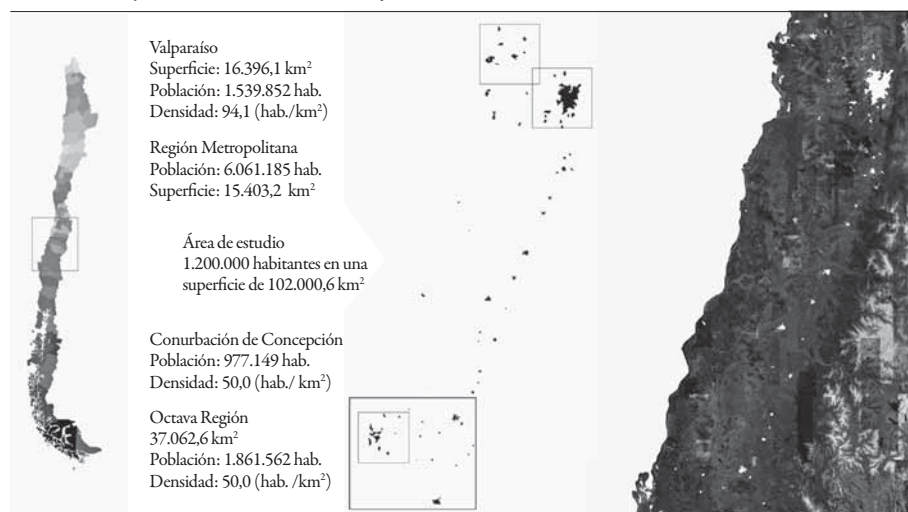 Valparaíso
Superficie: 16.396,1 km²
Población: 1.539.852 hab.
Densidad: 94,1 (hab./km²)
Región Metropolitana
Población: 6.061.185 hab.
Superficie: 15.403,2 km²
Área de estudio
1.200.000 habitantes en una
superficie de 102.000,6 km²
Conurbación de Concepción
Población: 977.149 hab.
Densidad: 50,0 (hab./ km²)
Octava Región
37.062,6 km²
Población: 1.861.562 hab.
Densidad: 50,0 (hab. /km²)